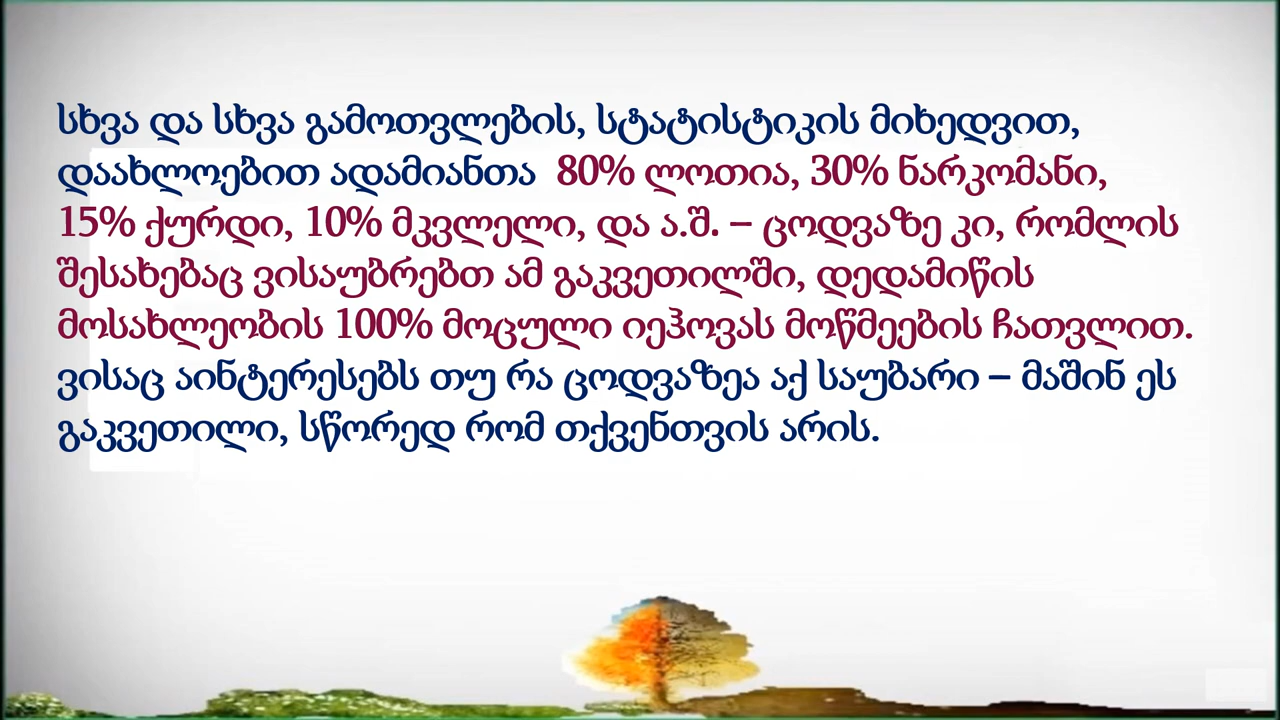 სხვა და სხვა გამოთვლების, სტატისტიკის მიხედვით,
დაახლოებით ადამიანთა 80% ლოთია, 30% ნარკომანი,
15% ქურდი, 10% მკვლელი, და ა.შ. – ცოდვაზე კი, რომლის
შესახებაც ვისაუბრებთ ამ გაკვეთილში, დედამიწის
მოსახლეობის 100% მოცული იეჰოვას მოწმეების ჩათვლით.
ვისაც აინტერესებს თუ რა ცოდვაზეა აქ საუბარი – მაშინ ეს
გაკვეთილი, სწორედ რომ თქვენთვის არის.